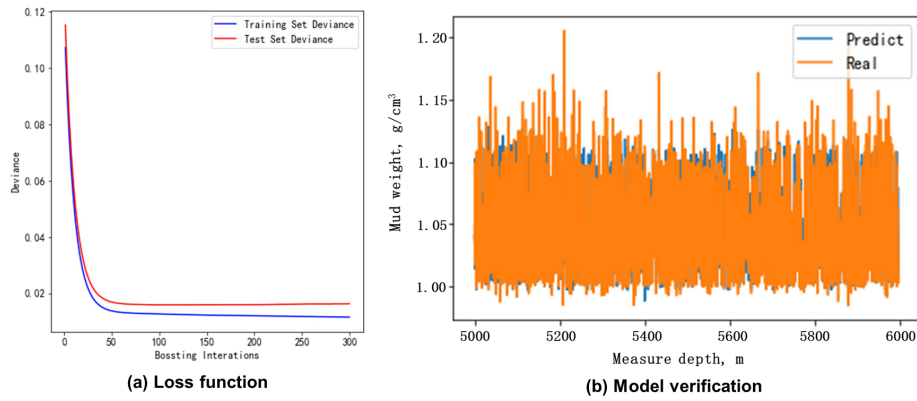 0.12
0.10
0.08
0.06
0.04
0.02
Deviance
Training Set Deviance
Test Set Deviance
0 50 100 150 200 250 300
Bossting Interations
(a) Loss function
1.20
1.15
1.10
1.05
1.00
Mud weight, g/cm³
Predict
Real
5000 5200 5400 5600 5800 6000
Measure depth, m
(b) Model verification